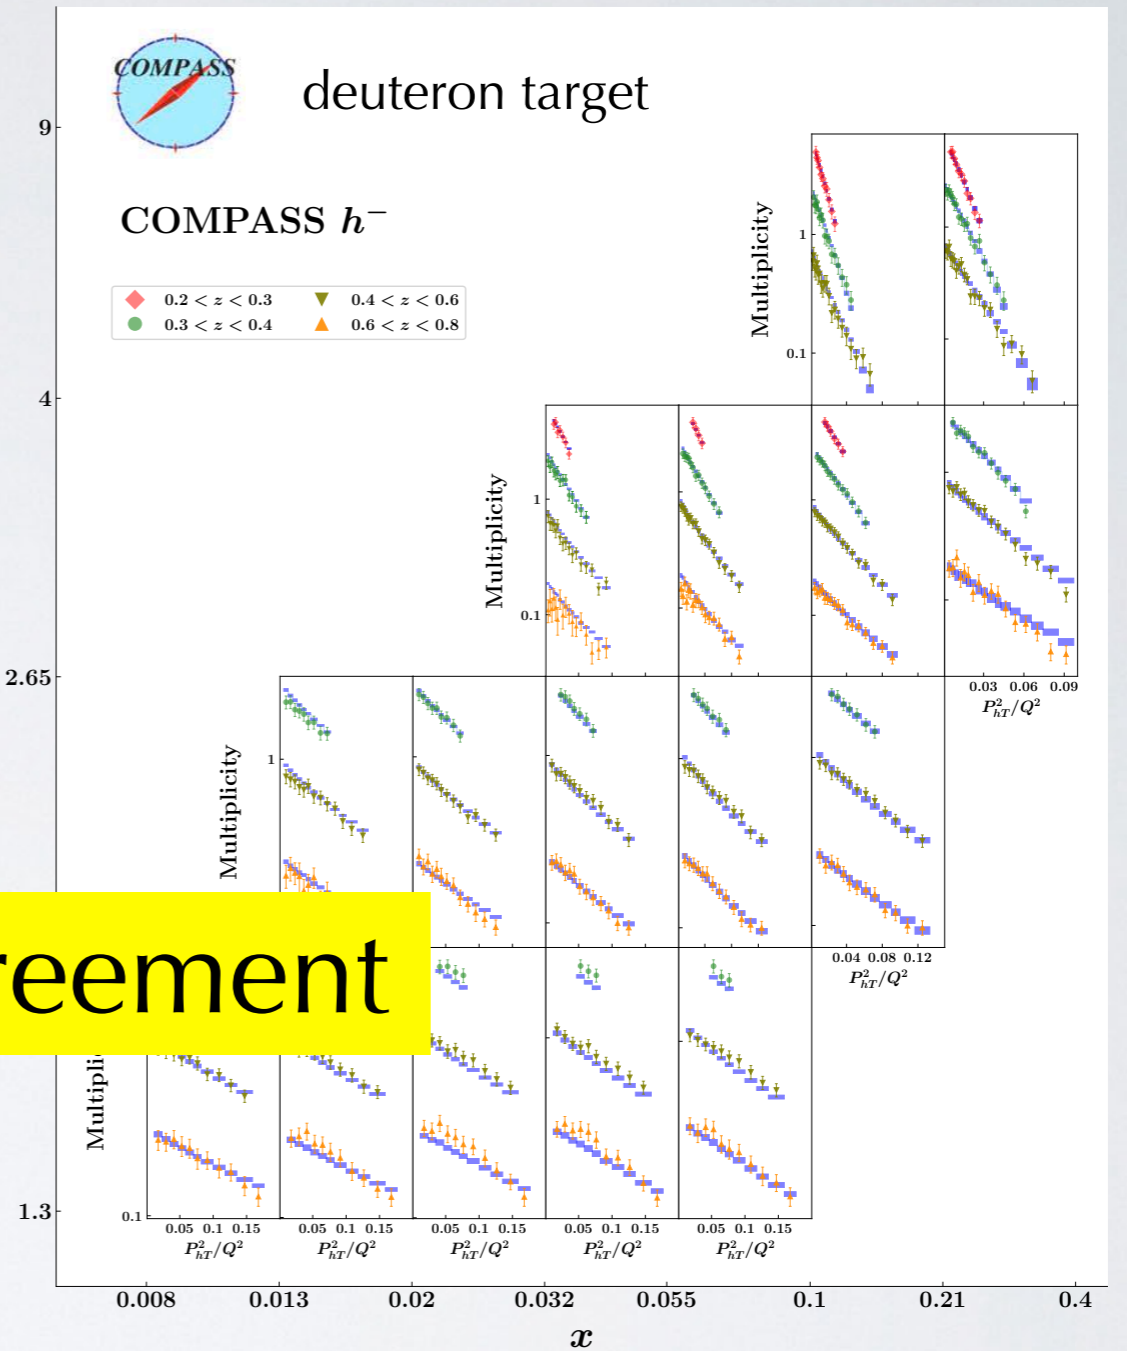 COMPASS
deuteron target
COMPASS h⁻
0.2 < z < 0.3
0.4 < z < 0.6
0.3 < z < 0.4
0.6 < z < 0.8
9
4
2.65
1.3
Multiplicity
1
0.1
Multiplicity
1
0.1
0.03 0.06 0.09
P²hT/Q²
Multiplicity
1
0.04 0.08 0.12
P²hT/Q²
reement
0.1
0.05 0.1 0.15
P²hT/Q²
0.05 0.1 0.15
P²hT/Q²
0.05 0.1 0.15
P²hT/Q²
0.05 0.1 0.15
P²hT/Q²
0.05 0.1 0.15
P²hT/Q²
0.008 0.013 0.02 0.032 0.055 0.1 0.21 0.4
x